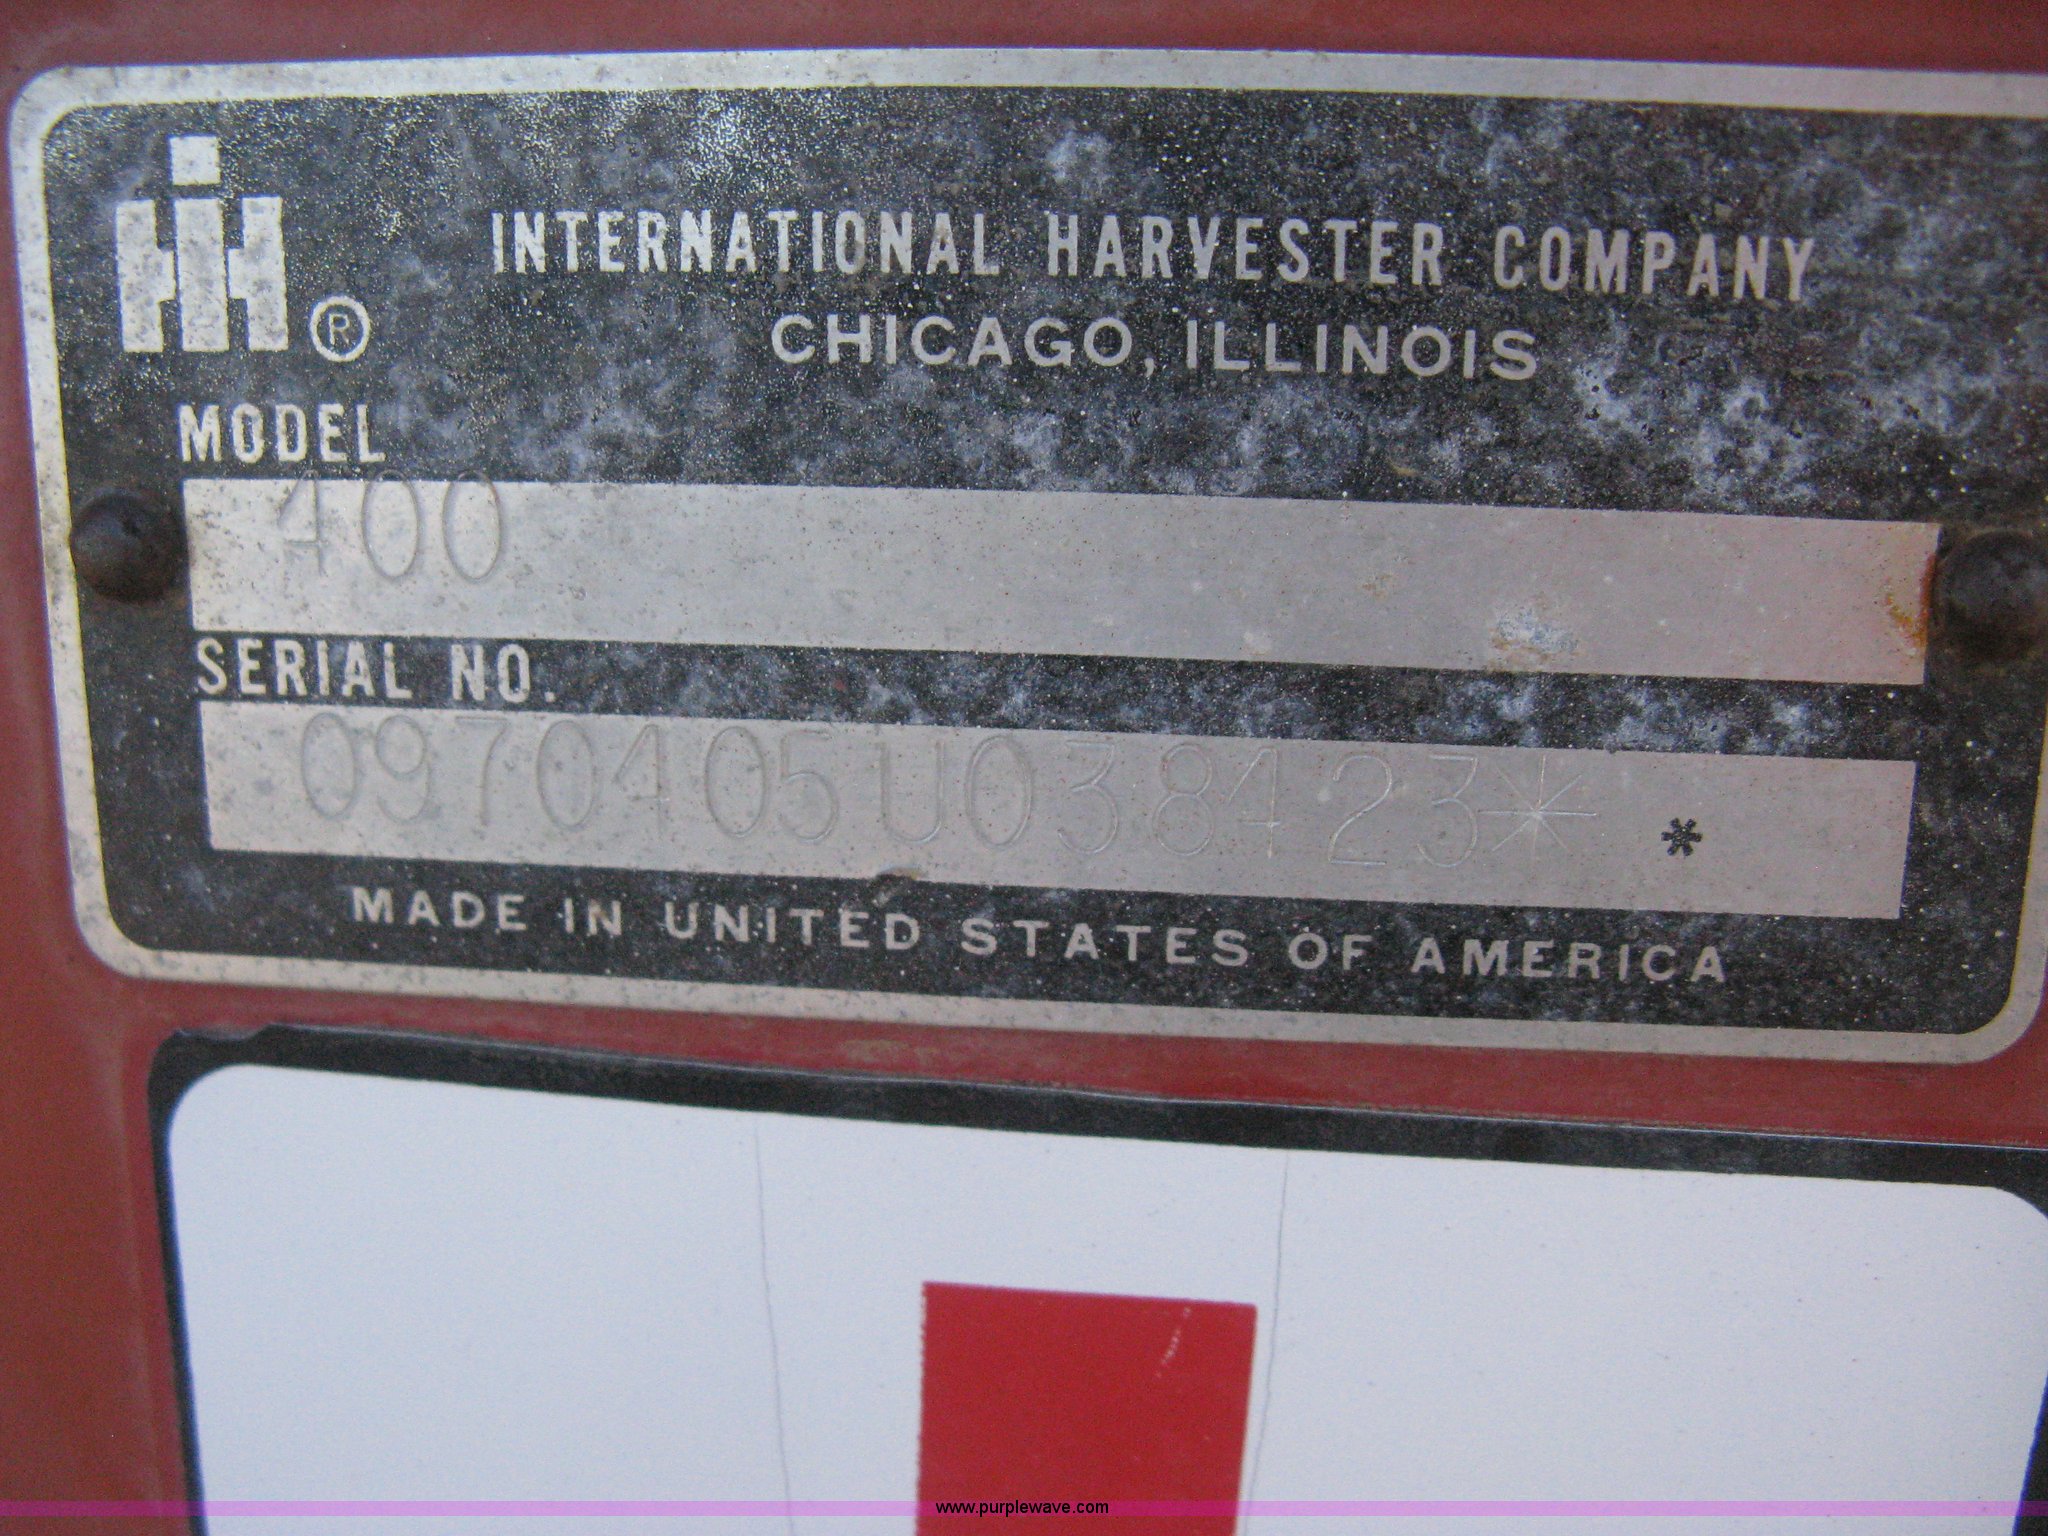 IH ®
INTERNATIONAL HARVESTER COMPANY
CHICAGO, ILLINOIS
MODEL
400
SERIAL NO.
0970405U038423* *
MADE IN UNITED STATES OF AMERICA
www.purplewave.com